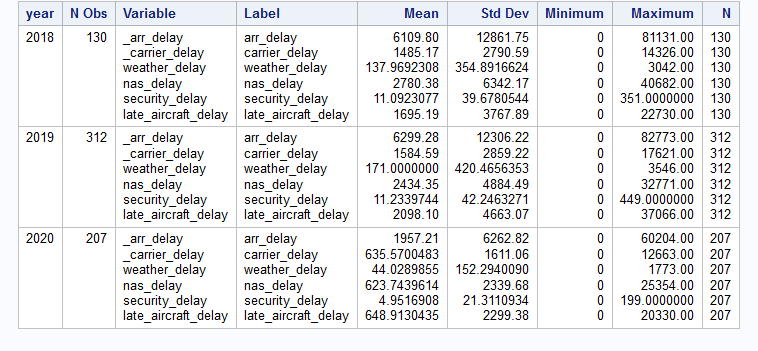 year N Obs Variable Label Mean Std Dev Minimum Maximum N
2018 130 _arr_delay arr_delay 6109.80 12861.75 0 81131.00 130
_carrier_delay carrier_delay 1485.17 2790.59 0 14326.00 130
weather_delay weather_delay 137.9692308 354.8916624 0 3042.00 130
nas_delay nas_delay 2780.38 6342.17 0 40682.00 130
security_delay security_delay 11.0923077 39.6780544 0 351.0000000 130
late_aircraft_delay late_aircraft_delay 1695.19 3767.89 0 22730.00 130
2019 312 _arr_delay arr_delay 6299.28 12306.22 0 82773.00 312
_carrier_delay carrier_delay 1584.59 2859.22 0 17621.00 312
weather_delay weather_delay 171.0000000 420.4656353 0 3546.00 312
nas_delay nas_delay 2434.35 4884.49 0 32771.00 312
security_delay security_delay 11.2339744 42.2463271 0 449.0000000 312
late_aircraft_delay late_aircraft_delay 2098.10 4663.07 0 37066.00 312
2020 207 _arr_delay arr_delay 1957.21 6262.82 0 60204.00 207
_carrier_delay carrier_delay 635.5700483 1611.06 0 12663.00 207
weather_delay weather_delay 44.0289855 152.2940090 0 1773.00 207
nas_delay nas_delay 623.7439614 2339.68 0 25354.00 207
security_delay security_delay 4.9516908 21.3110934 0 199.0000000 207
late_aircraft_delay late_aircraft_delay 648.9130435 2299.38 0 20330.00 207